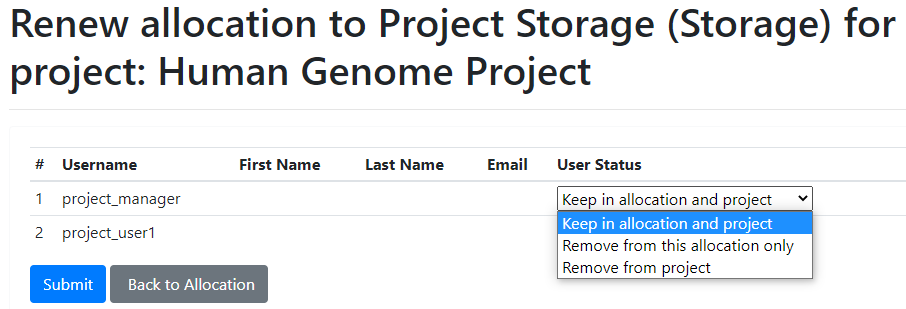 Renew allocation to Project Storage (Storage) for
project: Human Genome Project
# Username First Name Last Name Email User Status
1 project_manager Keep in allocation and project
Keep in allocation and project
2 project_user1
Remove from this allocation only
Remove from project
Submit Back to Allocation